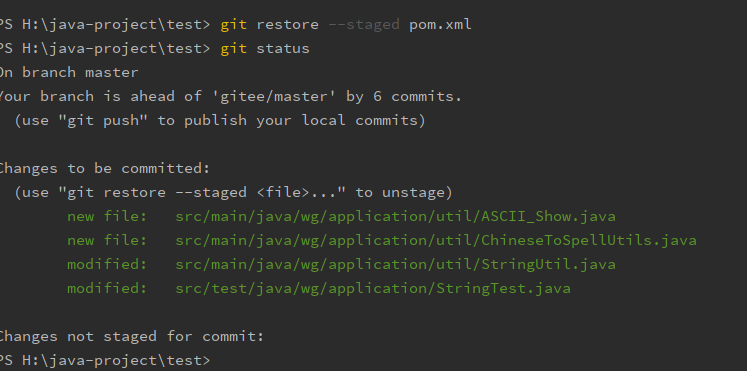 PS H:\java-project\test> git restore --staged pom.xml
PS H:\java-project\test> git status
On branch master
Your branch is ahead of 'gitee/master' by 6 commits.
(use "git push" to publish your local commits)
Changes to be committed:
(use "git restore --staged <file>..." to unstage)
new file: src/main/java/wg/application/util/ASCII_Show.java
new file: src/main/java/wg/application/util/ChineseToSpellUtils.java
modified: src/main/java/wg/application/util/StringUtil.java
modified: src/test/java/wg/application/StringTest.java
Changes not staged for commit:
PS H:\java-project\test>